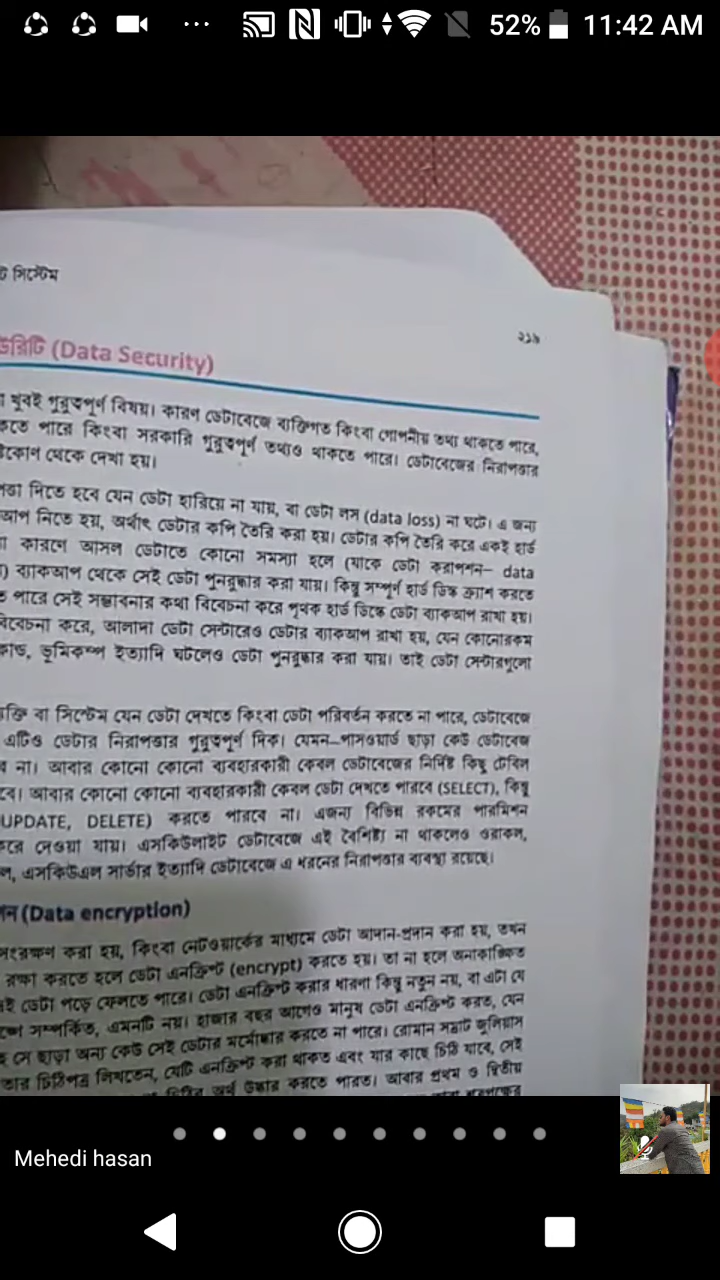 52% 11:42 AM
সিস্টেম
২১৯
(Data Security)
খুবই গুরুত্বপূর্ণ বিষয়। কারণ ডেটাবেজে ব্যক্তিগত কিংবা গোপনীয় তথ্য থাকতে পারে,
পারে কিংবা সরকারি গুরুত্বপূর্ণ তথ্যও থাকতে পারে। ডেটাবেজের নিরাপত্তার
থেকে দেখা হয়।
দিতে হবে যেন ডেটা হারিয়ে না যায়, বা ডেটা লস (data loss) না ঘটে। এ জন্য
নিতে হয়, অর্থাৎ ডেটার কপি তৈরি করা হয়। ডেটার কপি তৈরি করে একই হার্ড
কারণে আসল ডেটাতে কোনো সমস্যা হলে (যাকে ডেটা করাপশন– data
) ব্যাকআপ থেকে সেই ডেটা পুনরুদ্ধার করা যায়। কিন্তু সম্পূর্ণ হার্ড ডিস্ক ক্র্যাশ করতে
পারে সেই সম্ভাবনার কথা বিবেচনা করে পৃথক হার্ড ডিস্কে ডেটা ব্যাকআপ রাখা হয়।
বিবেচনা করে, আলাদা ডেটা সেন্টারেও ডেটার ব্যাকআপ রাখা হয়, যেন কোনোরকম
ভূমিকম্প ইত্যাদি ঘটলেও ডেটা পুনরুদ্ধার করা যায়। তাই ডেটা সেন্টারগুলো
বা সিস্টেম যেন ডেটা দেখতে কিংবা ডেটা পরিবর্তন করতে না পারে, ডেটাবেজে
এটিও ডেটার নিরাপত্তার গুরুত্বপূর্ণ দিক। যেমন–পাসওয়ার্ড ছাড়া কেউ ডেটাবেজ
না। আবার কোনো কোনো ব্যবহারকারী কেবল ডেটাবেজের নির্দিষ্ট কিছু টেবিল
আবার কোনো কোনো ব্যবহারকারী কেবল ডেটা দেখতে পারবে (SELECT), কিন্তু
UPDATE, DELETE) করতে পারবে না। এজন্য বিভিন্ন রকমের পারমিশন
করে দেওয়া যায়। এসকিউলাইট ডেটাবেজে এই বৈশিষ্ট্য না থাকলেও ওরাকল,
এসকিউএল সার্ভার ইত্যাদি ডেটাবেজে এ ধরনের নিরাপত্তার ব্যবস্থা রয়েছে।
(Data encryption)
সংরক্ষণ করা হয়, কিংবা নেটওয়ার্কের মাধ্যমে ডেটা আদান-প্রদান করা হয়, তখন
রক্ষা করতে হলে ডেটা এনক্রিপ্ট (encrypt) করতে হয়। তা না হলে অনাকাঙ্ক্ষিত
ডেটা পড়ে ফেলতে পারে। ডেটা এনক্রিপ্ট করার ধারণা কিন্তু নতুন নয়, বা এটা যে
সম্পর্কিত, এমনটি নয়। হাজার বছর আগেও মানুষ ডেটা এনক্রিপ্ট করত, যেন
সে ছাড়া অন্য কেউ সেই ডেটার মর্মোদ্ধার করতে না পারে। রোমান সম্রাট জুলিয়াস
তার চিঠিপত্র লিখতেন, যেটি এনক্রিপ্ট করা থাকত এবং যার কাছে চিঠি যাবে, সেই
চিঠির অর্থ উদ্ধার করতে পারত। আবার প্রথম ও দ্বিতীয়
Mehedi hasan